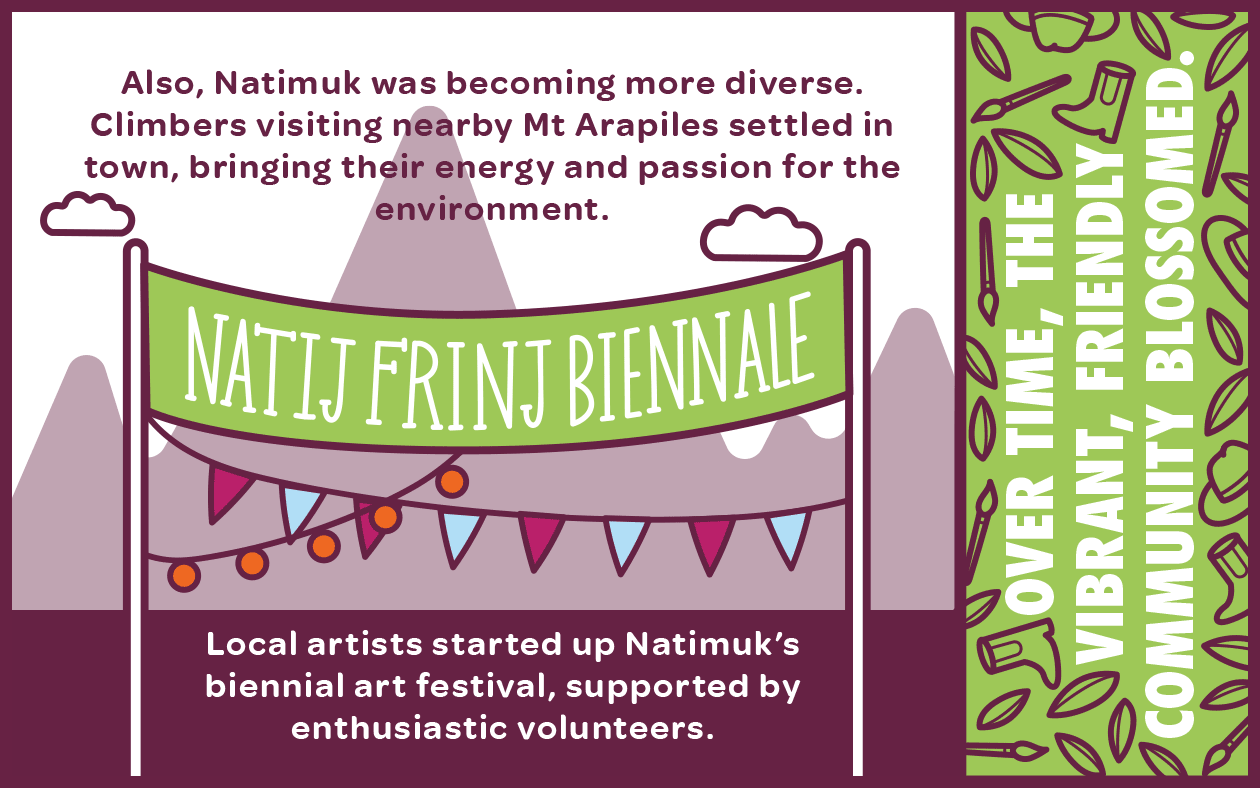 Also, Natimuk was becoming more diverse.
Climbers visiting nearby Mt Arapiles settled in
town, bringing their energy and passion for the
environment.
NATIJ FRINJ BIENNALE
Local artists started up Natimuk's
biennial art festival, supported by
enthusiastic volunteers.
OVER TIME, THE
VIBRANT, FRIENDLY
COMMUNITY BLOSSOMED.